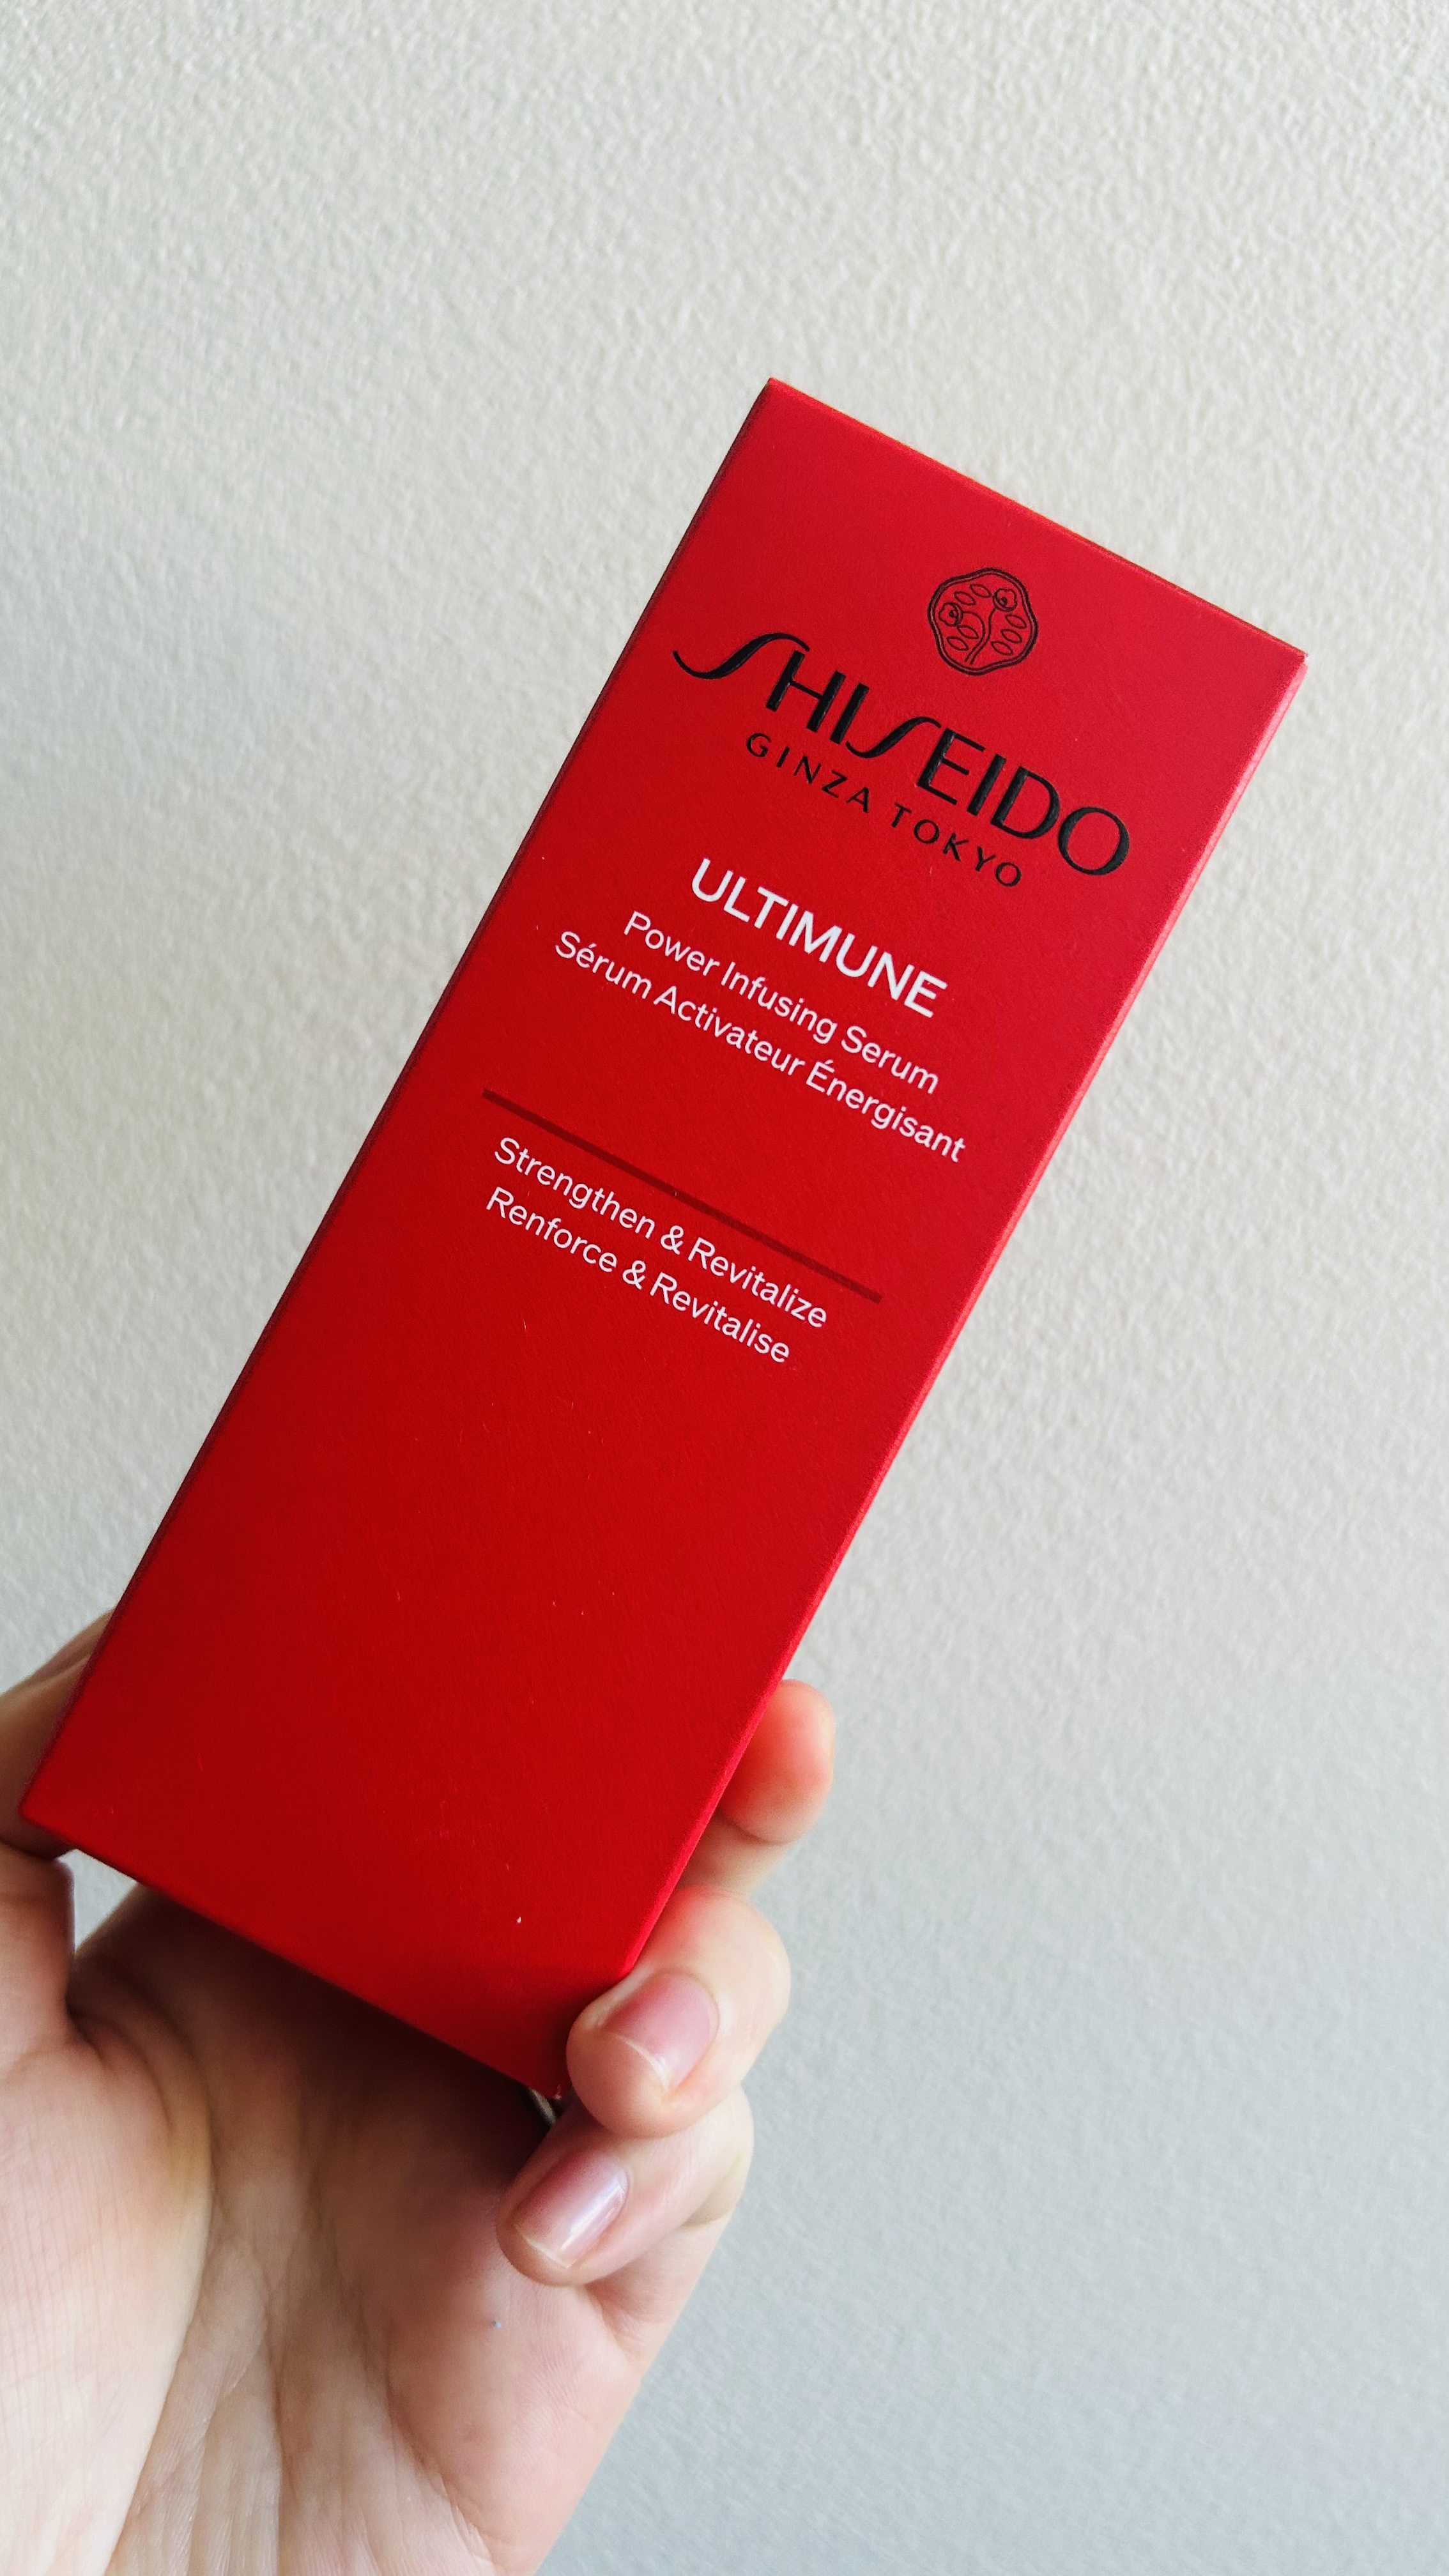 SHISEIDO
GINZA TOKYO
ULTIMUNE
Power Infusing Serum
Sérum Activateur Énergisant
Strengthen & Revitalize
Renforce & Revitalise